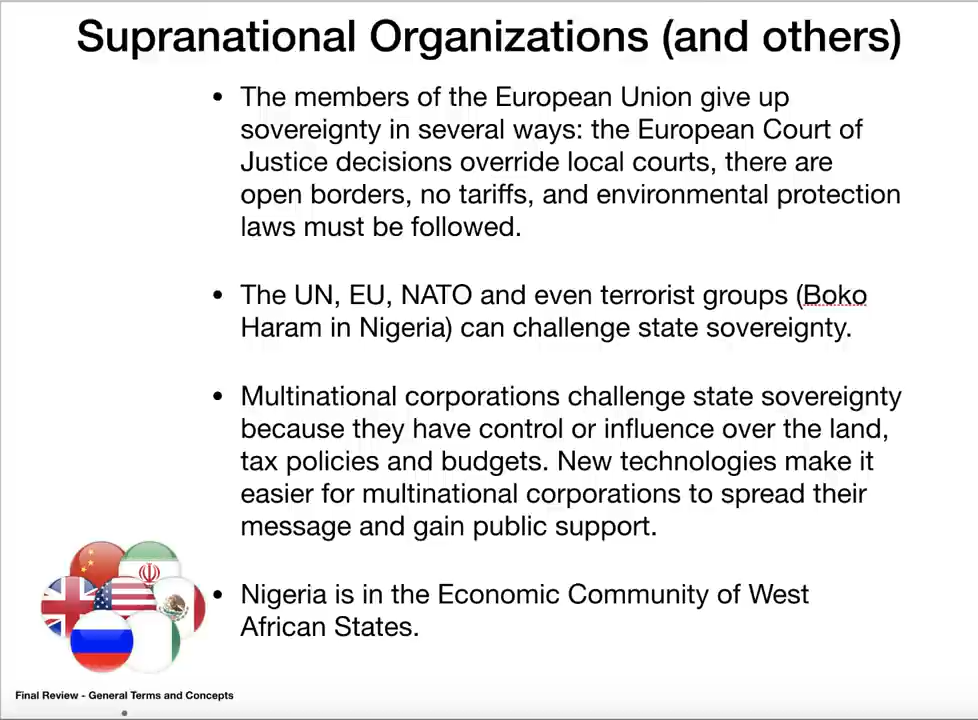 Supranational Organizations (and others)
• The members of the European Union give up
sovereignty in several ways: the European Court of
Justice decisions override local courts, there are
open borders, no tariffs, and environmental protection
laws must be followed.
• The UN, EU, NATO and even terrorist groups (Boko
Haram in Nigeria) can challenge state sovereignty.
• Multinational corporations challenge state sovereignty
because they have control or influence over the land,
tax policies and budgets. New technologies make it
easier for multinational corporations to spread their
message and gain public support.
• Nigeria is in the Economic Community of West
African States.
Final Review - General Terms and Concepts